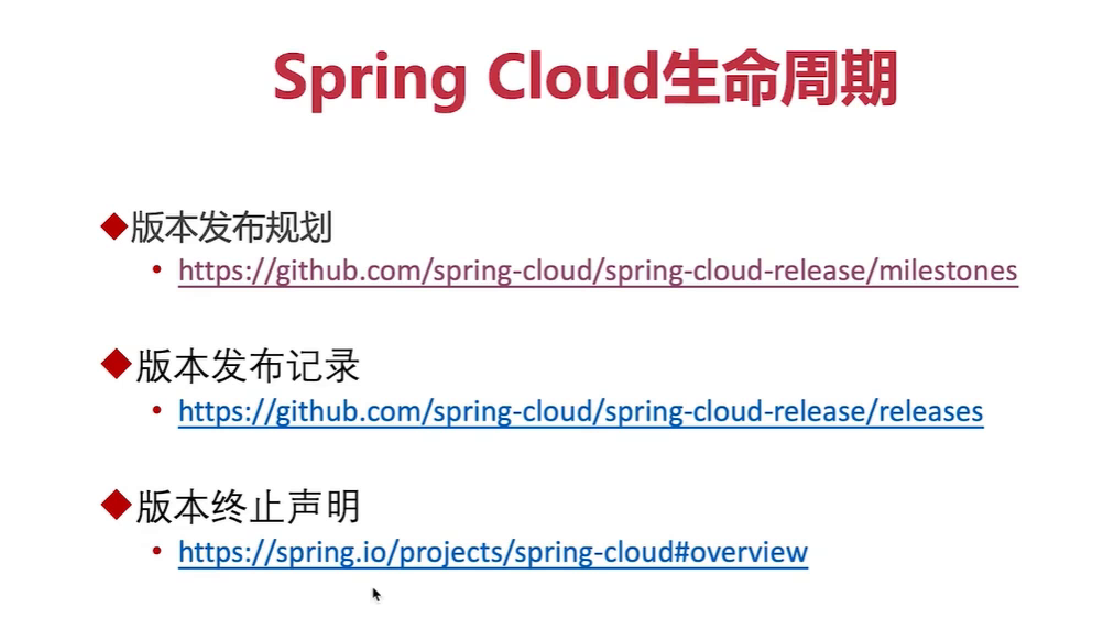 Spring Cloud生命周期
◆版本发布规划
• https://github.com/spring-cloud/spring-cloud-release/milestones
◆版本发布记录
• https://github.com/spring-cloud/spring-cloud-release/releases
◆版本终止声明
• https://spring.io/projects/spring-cloud#overview